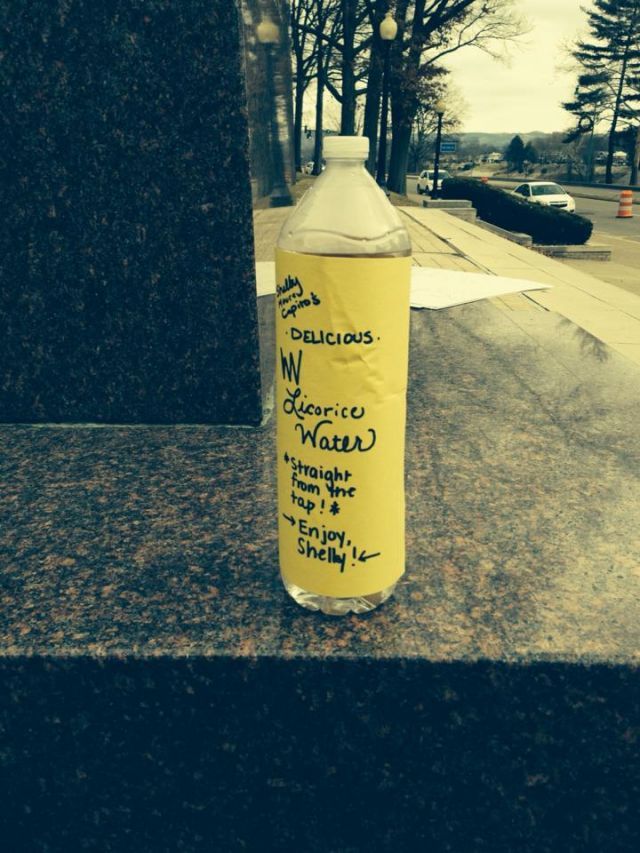 Shelly
Moore
Capito's
·DELICIOUS·
WV
Licorice
Water
*Straight
from the
tap!*
→Enjoy,
Shelly!←